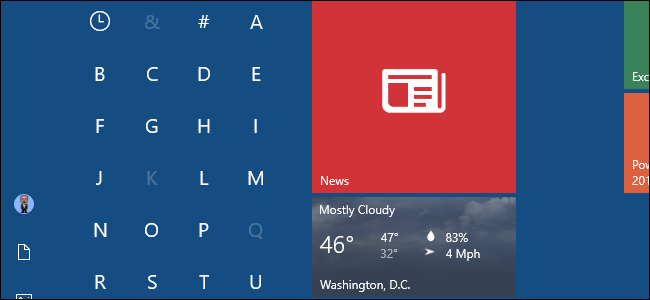 & # A
B C D E
F G H I
J K L M
N O P Q
R S T U
News
Mostly Cloudy
46° 47° 83%
32° 4 Mph
Washington, D.C.
Exc
Pow
201